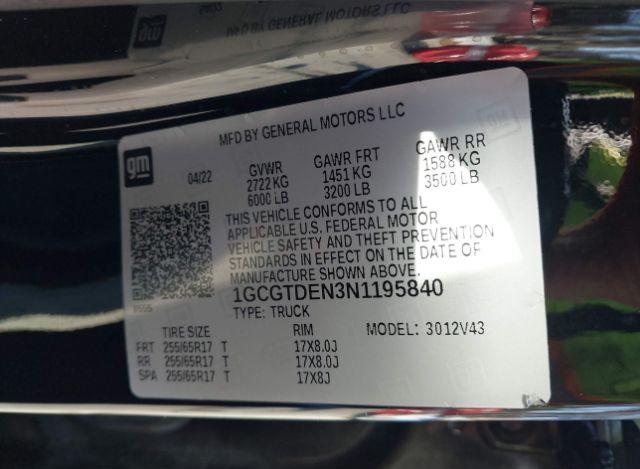 MFD BY GENERAL MOTORS LLC
gm
04/22
GVWR GAWR FRT GAWR RR
2722 KG 1451 KG 1588 KG
6000 LB 3200 LB 3500 LB
THIS VEHICLE CONFORMS TO ALL
APPLICABLE U.S. FEDERAL MOTOR
VEHICLE SAFETY AND THEFT PREVENTION
STANDARDS IN EFFECT ON THE DATE OF
MANUFACTURE SHOWN ABOVE.
1GCGTDEN3N1195840
TYPE: TRUCK
TIRE SIZE RIM MODEL: 3012V43
FRT 255/65R17 T 17X8.0J
RR 255/65R17 T 17X8.0J
SPA 255/65R17 T 17X8J